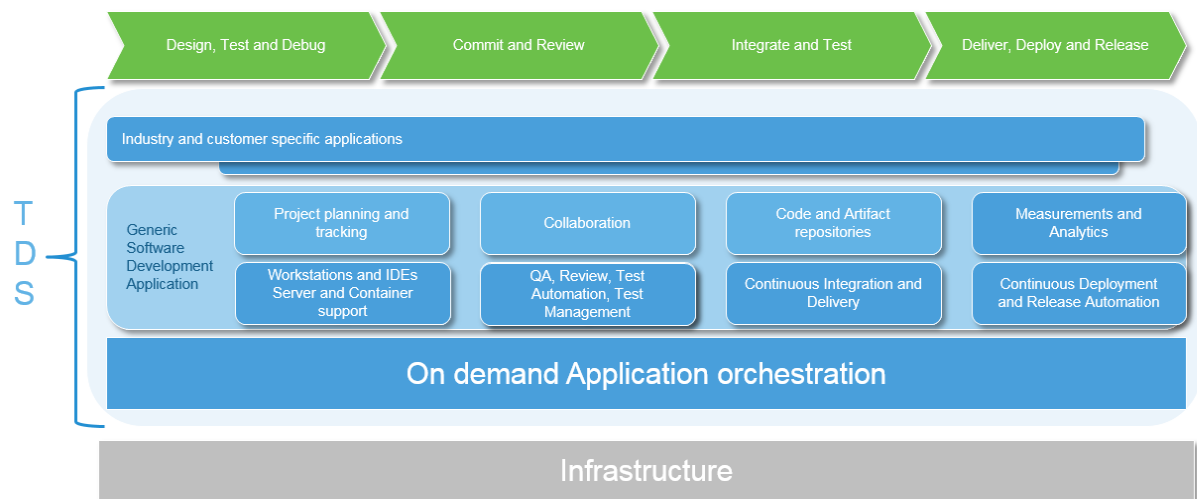 Design, Test and Debug
Commit and Review
Integrate and Test
Deliver, Deploy and Release
Industry and customer specific applications
T
D
S
Generic
Software
Development
Application
Project planning and
tracking
Collaboration
Code and Artifact
repositories
Measurements and
Analytics
Workstations and IDEs
Server and Container
support
QA, Review, Test
Automation, Test
Management
Continuous Integration and
Delivery
Continuous Deployment
and Release Automation
On demand Application orchestration
Infrastructure